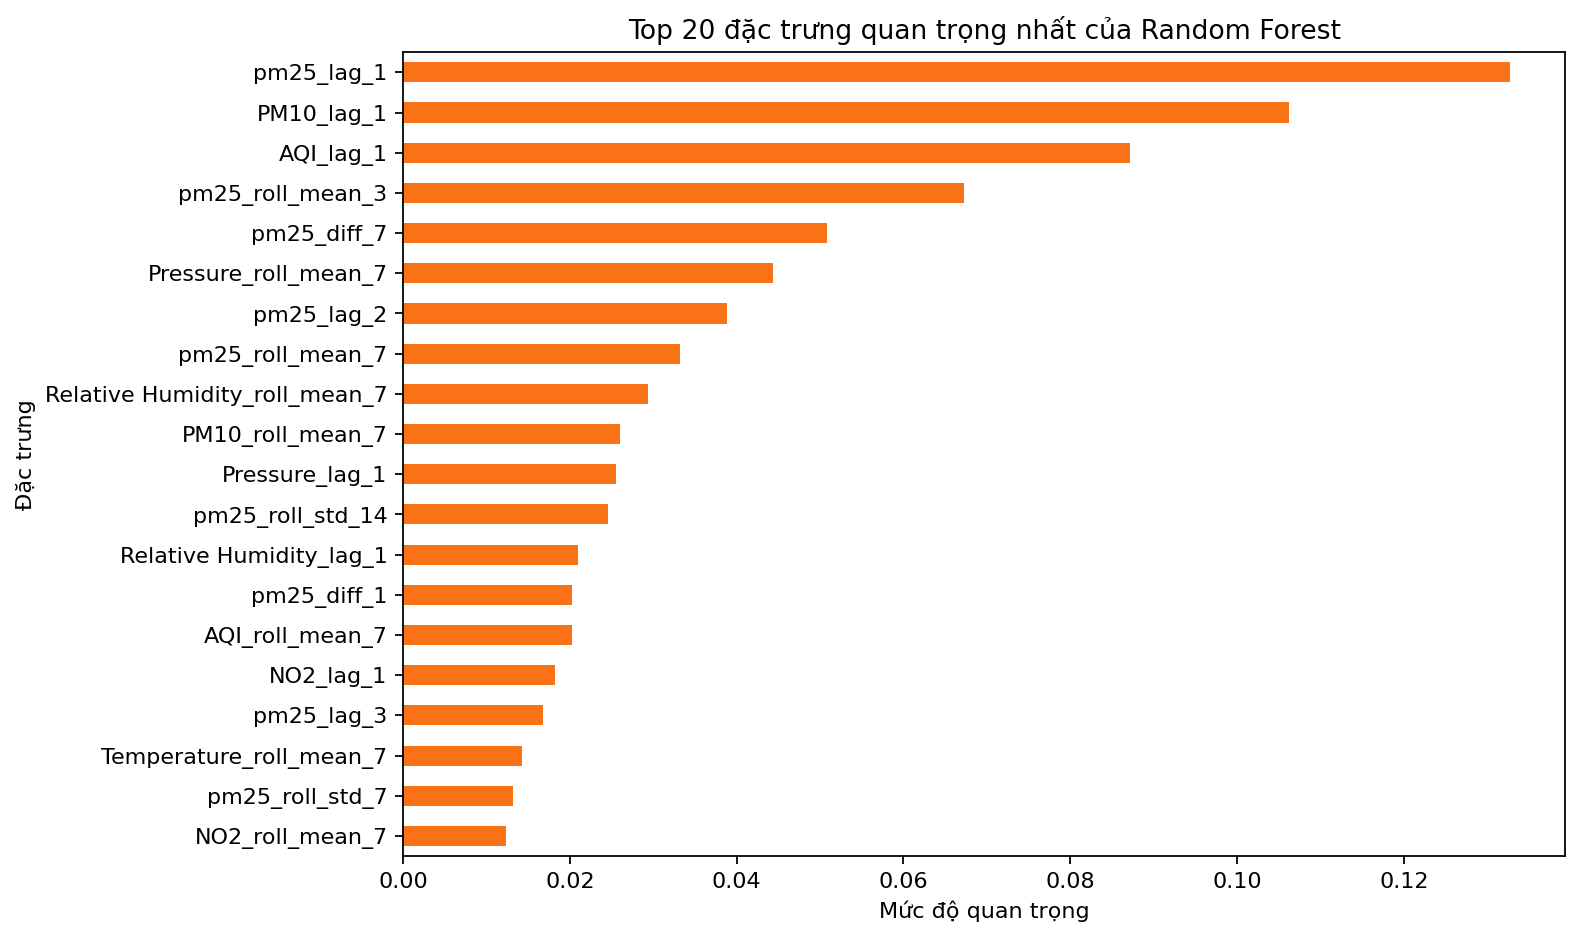 Top 20 đặc trưng quan trọng nhất của Random Forest
pm25_lag_1
PM10_lag_1
AQI_lag_1
pm25_roll_mean_3
pm25_diff_7
Pressure_roll_mean_7
pm25_lag_2
pm25_roll_mean_7
Relative Humidity_roll_mean_7
PM10_roll_mean_7
Pressure_lag_1
pm25_roll_std_14
Relative Humidity_lag_1
pm25_diff_1
AQI_roll_mean_7
NO2_lag_1
pm25_lag_3
Temperature_roll_mean_7
pm25_roll_std_7
NO2_roll_mean_7
Đặc trưng
0.00 0.02 0.04 0.06 0.08 0.10 0.12
Mức độ quan trọng